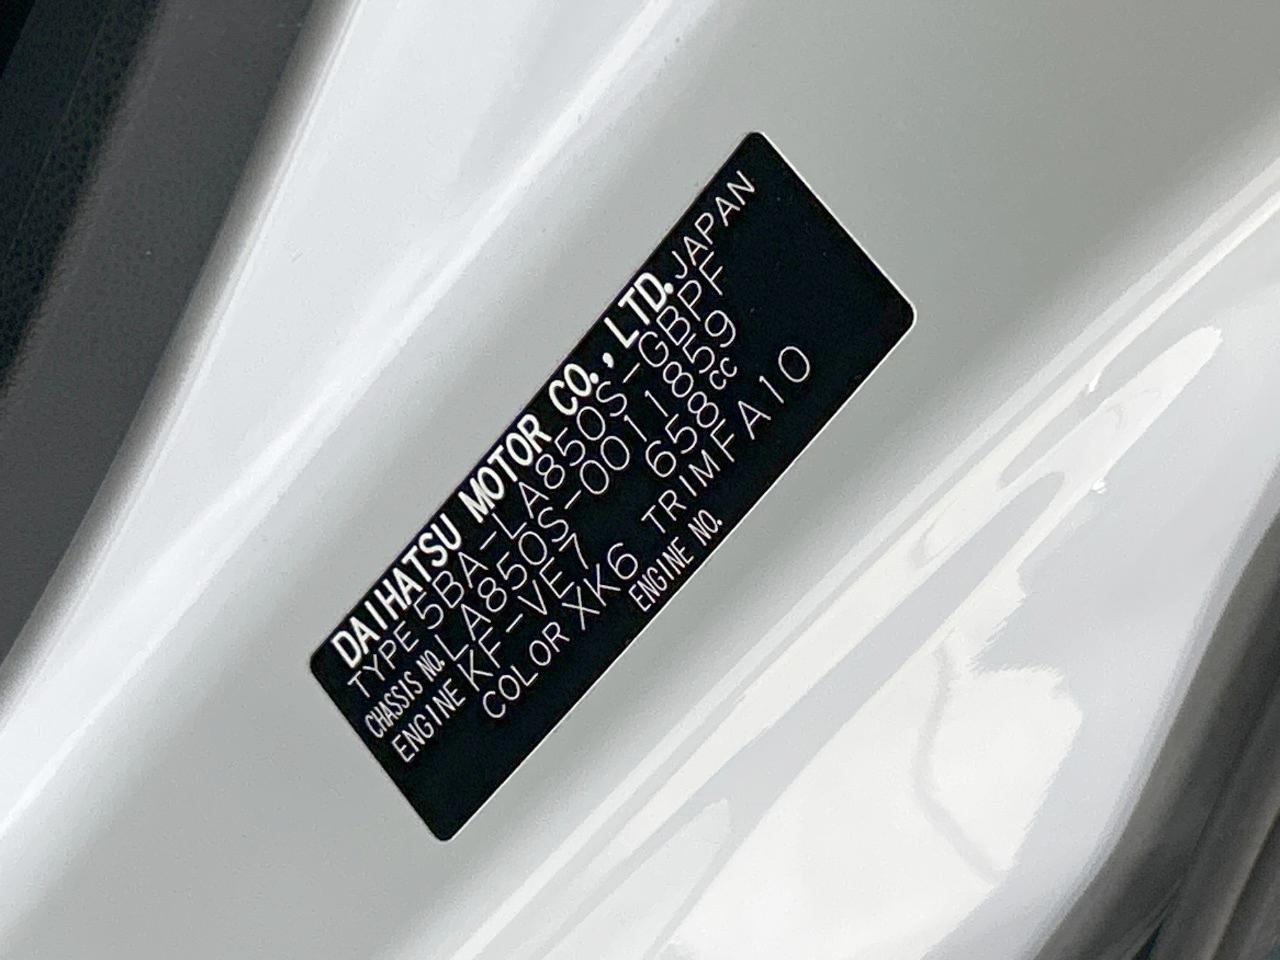 DAIHATSU MOTOR CO., LTD. JAPAN
TYPE 5BA-LA850S-GBPF
CHASSIS NO. LA850S-0011859
ENGINE KF-VE7 658cc
COLOR XK6 TRIM FA10
ENGINE NO.